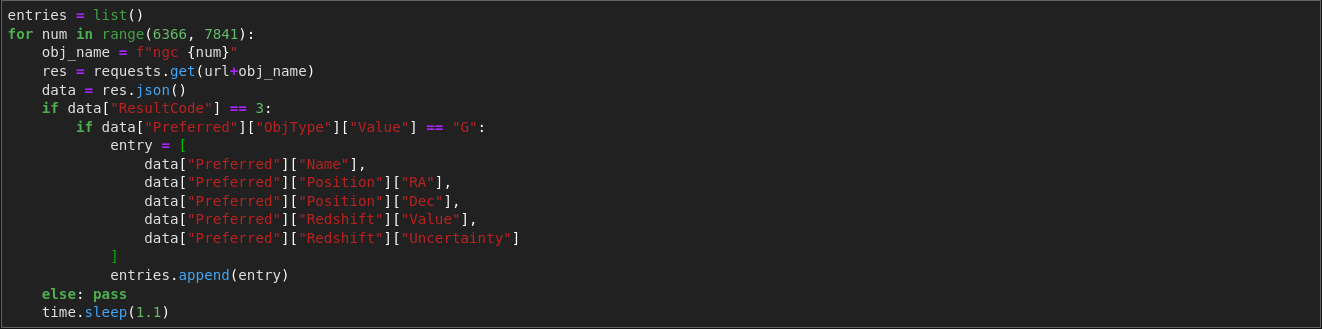 entries = list()
for num in range(6366, 7841):
    obj_name = f"ngc {num}"
    res = requests.get(url+obj_name)
    data = res.json()
    if data["ResultCode"] == 3:
        if data["Preferred"]["ObjType"]["Value"] == "G":
            entry = [
                data["Preferred"]["Name"],
                data["Preferred"]["Position"]["RA"],
                data["Preferred"]["Position"]["Dec"],
                data["Preferred"]["Redshift"]["Value"],
                data["Preferred"]["Redshift"]["Uncertainty"]
            ]
            entries.append(entry)
    else: pass
    time.sleep(1.1)